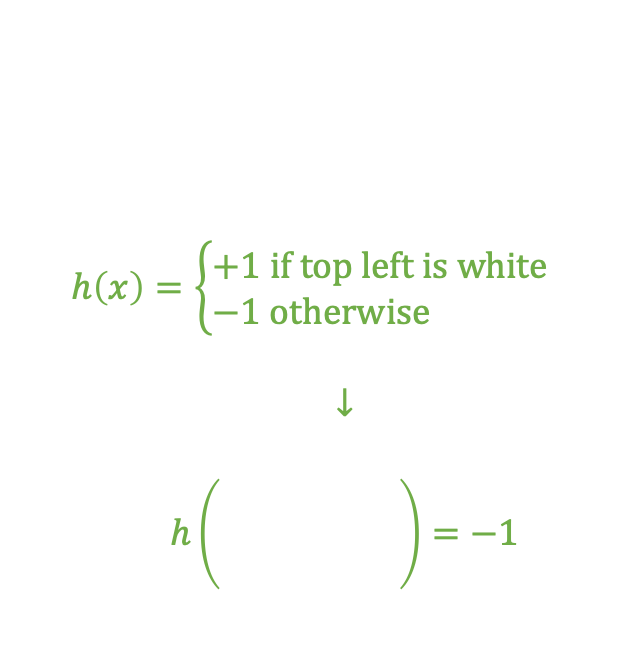 h(x) = { +1 if top left is white
−1 otherwise
↓
h ( ) = −1